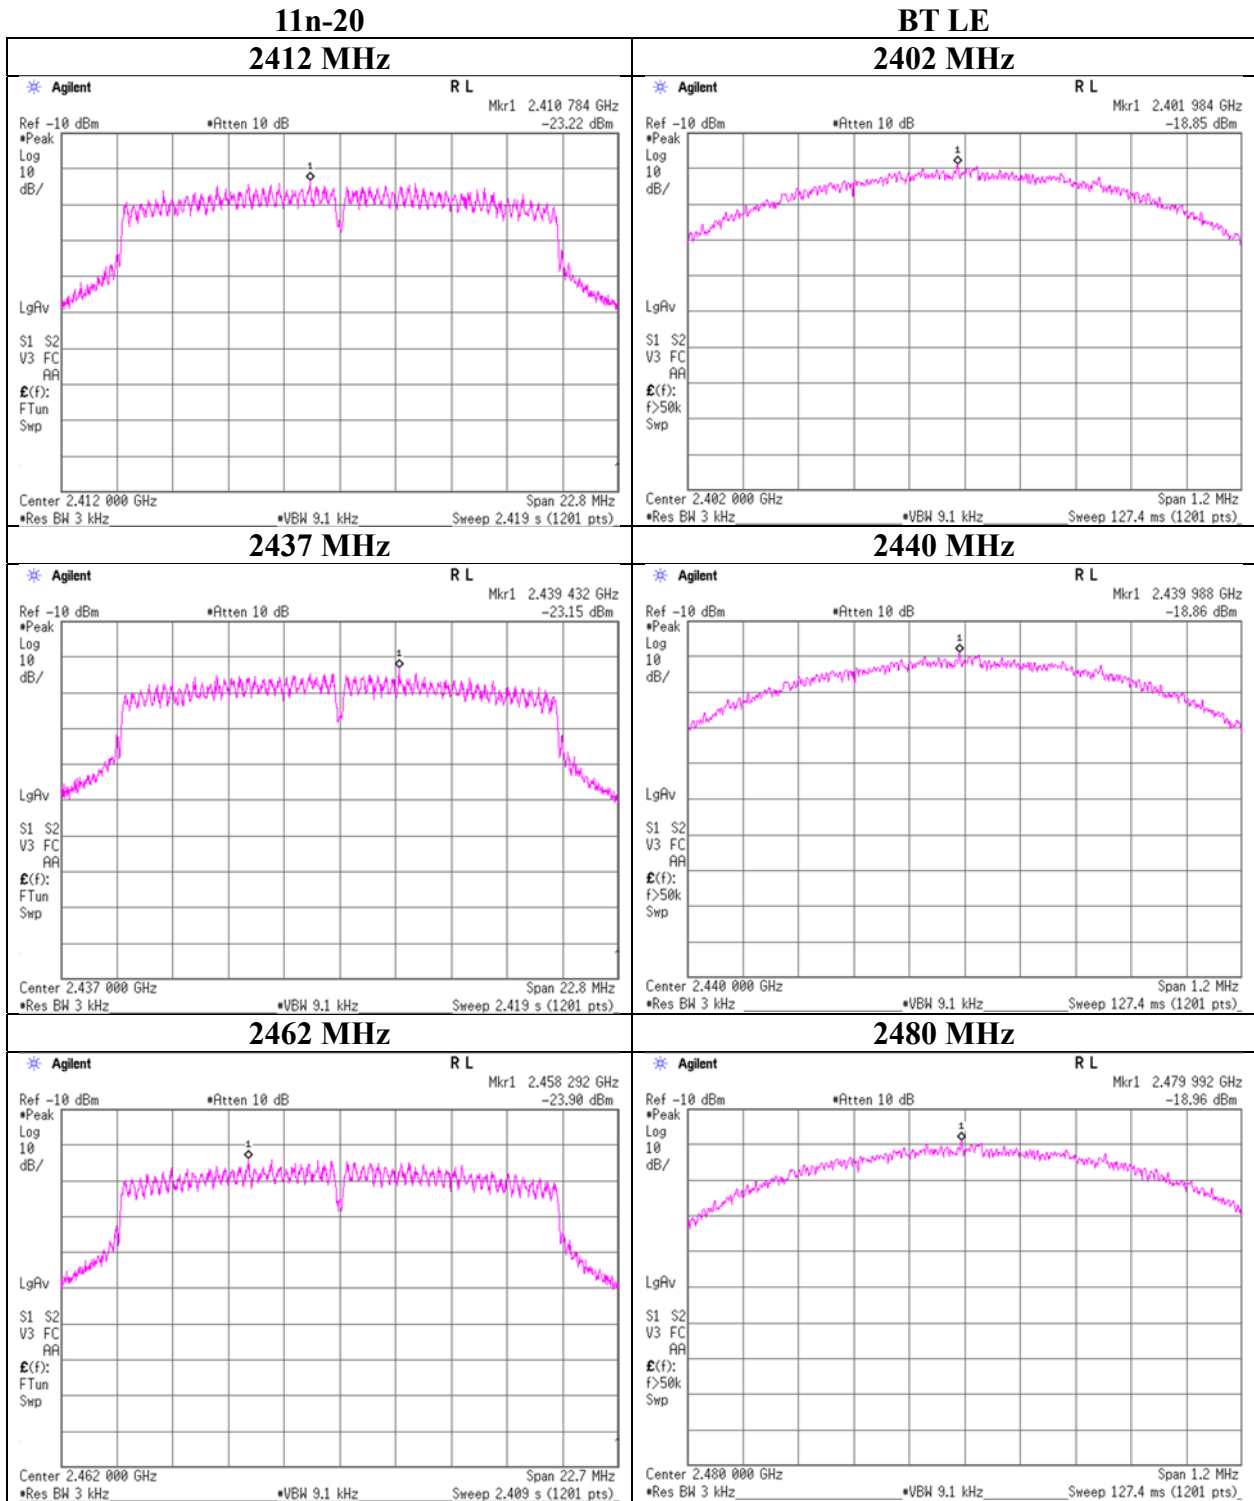 11n-20
BT LE
2412 MHz
2402 MHz
Agilent R L
Mkr1 2.410 784 GHz
Ref -10 dBm *Atten 10 dB -23.22 dBm
*Peak
Log
10
dB/
1
LgAv
S1 S2
V3 FC
AA
£(f):
FTun
Swp
Center 2.412 000 GHz Span 22.8 MHz
*Res BW 3 kHz *VBW 9.1 kHz Sweep 2.419 s (1201 pts)
Agilent R L
Mkr1 2.401 984 GHz
Ref -10 dBm *Atten 10 dB -18.85 dBm
*Peak
Log
10
dB/
1
LgAv
S1 S2
V3 FC
AA
£(f):
f>50k
Swp
Center 2.402 000 GHz Span 1.2 MHz
*Res BW 3 kHz *VBW 9.1 kHz Sweep 127.4 ms (1201 pts)
2437 MHz
2440 MHz
Agilent R L
Mkr1 2.439 432 GHz
Ref -10 dBm *Atten 10 dB -23.15 dBm
*Peak
Log
10
dB/
1
LgAv
S1 S2
V3 FC
AA
£(f):
FTun
Swp
Center 2.437 000 GHz Span 22.8 MHz
*Res BW 3 kHz *VBW 9.1 kHz Sweep 2.419 s (1201 pts)
Agilent R L
Mkr1 2.439 988 GHz
Ref -10 dBm *Atten 10 dB -18.86 dBm
*Peak
Log
10
dB/
1
LgAv
S1 S2
V3 FC
AA
£(f):
f>50k
Swp
Center 2.440 000 GHz Span 1.2 MHz
*Res BW 3 kHz *VBW 9.1 kHz Sweep 127.4 ms (1201 pts)
2462 MHz
2480 MHz
Agilent R L
Mkr1 2.458 292 GHz
Ref -10 dBm *Atten 10 dB -23.90 dBm
*Peak
Log
10
dB/
1
LgAv
S1 S2
V3 FC
AA
£(f):
FTun
Swp
Center 2.462 000 GHz Span 22.7 MHz
*Res BW 3 kHz *VBW 9.1 kHz Sweep 2.409 s (1201 pts)
Agilent R L
Mkr1 2.479 992 GHz
Ref -10 dBm *Atten 10 dB -18.96 dBm
*Peak
Log
10
dB/
1
LgAv
S1 S2
V3 FC
AA
£(f):
f>50k
Swp
Center 2.480 000 GHz Span 1.2 MHz
*Res BW 3 kHz *VBW 9.1 kHz Sweep 127.4 ms (1201 pts)